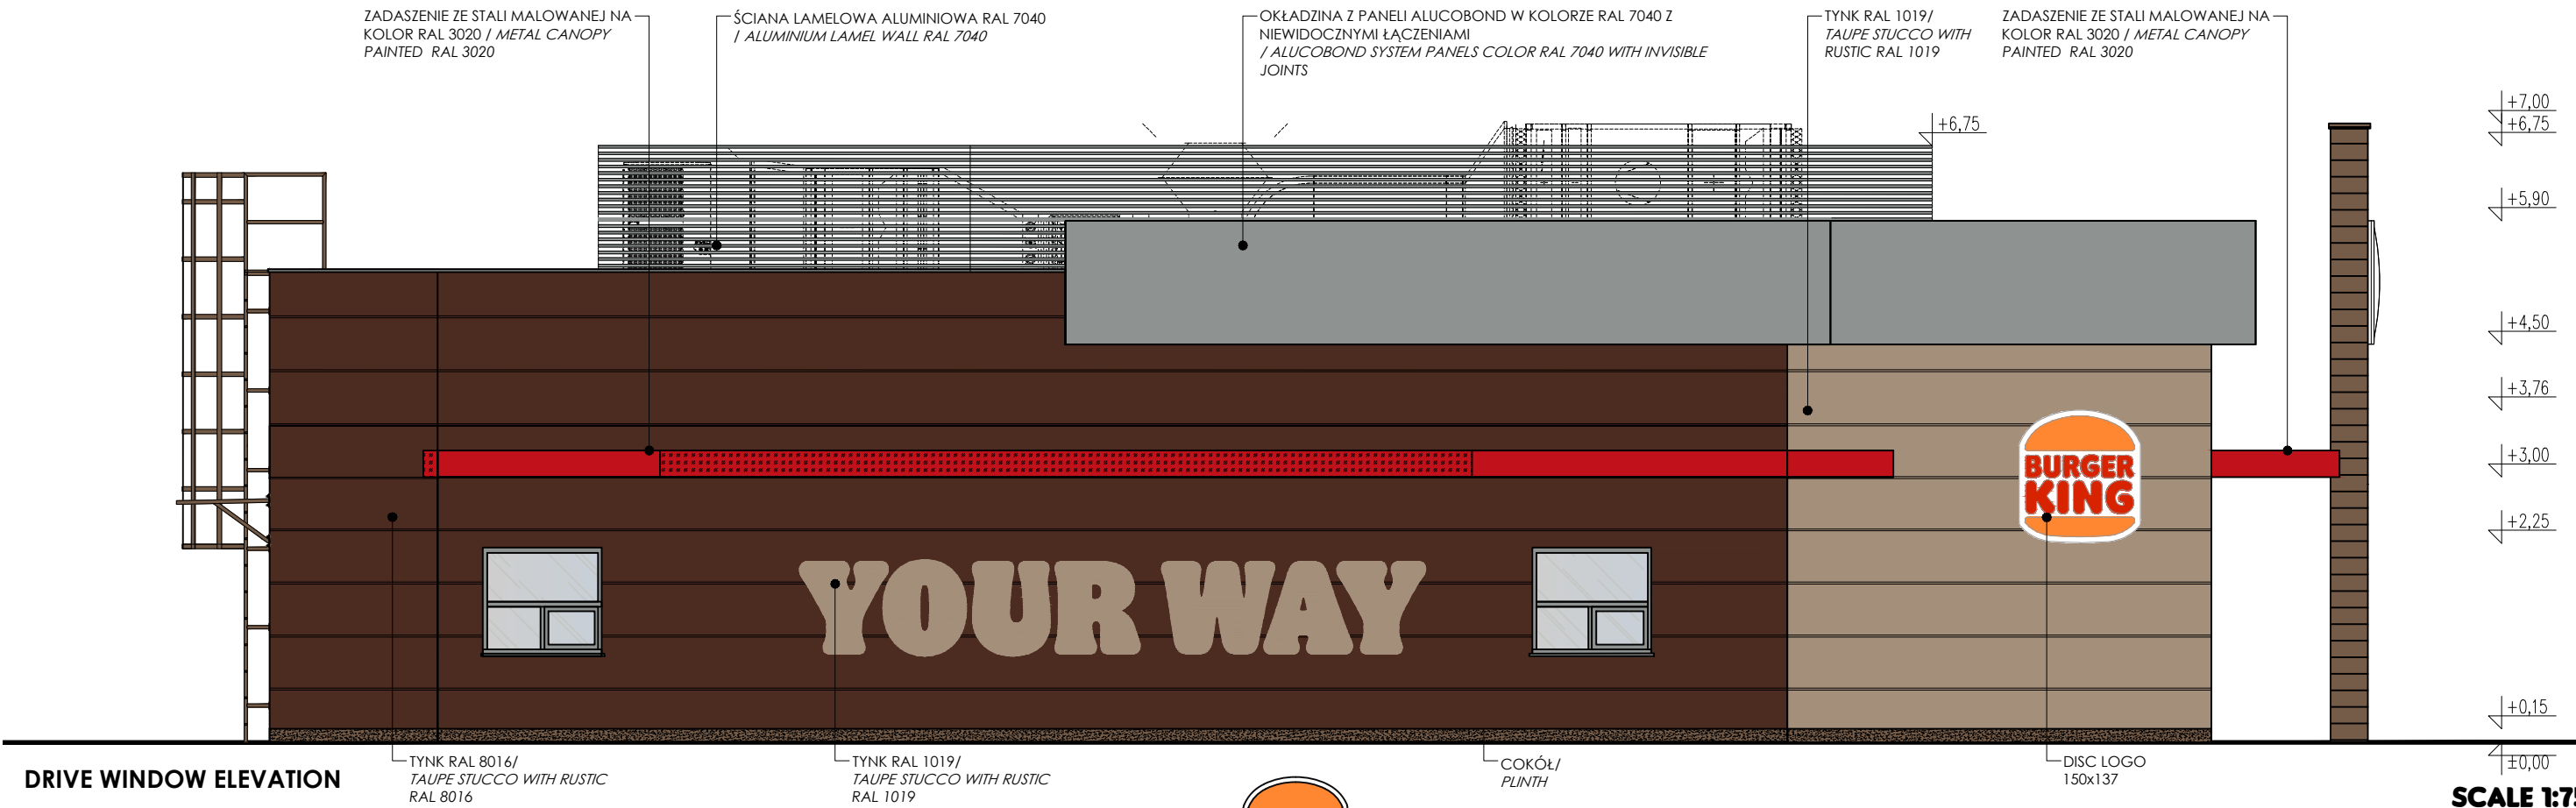 ZADASZENIE ZE STALI MALOWANEJ NA
KOLOR RAL 3020 / METAL CANOPY
PAINTED RAL 3020
ŚCIANA LAMELOWA ALUMINIOWA RAL 7040
/ ALUMINIUM LAMEL WALL RAL 7040
OKŁADZINA Z PANELI ALUCOBOND W KOLORZE RAL 7040 Z
NIEWIDOCZNYMI ŁĄCZENIAMI
/ ALUCOBOND SYSTEM PANELS COLOR RAL 7040 WITH INVISIBLE
JOINTS
TYNK RAL 1019/
TAUPE STUCCO WITH
RUSTIC RAL 1019
ZADASZENIE ZE STALI MALOWANEJ NA
KOLOR RAL 3020 / METAL CANOPY
PAINTED RAL 3020
+6,75
+7,00
+6,75
+5,90
+4,50
+3,76
+3,00
+2,25
+0,15
±0,00
BURGER
KING
YOUR WAY
DRIVE WINDOW ELEVATION
TYNK RAL 8016/
TAUPE STUCCO WITH RUSTIC
RAL 8016
TYNK RAL 1019/
TAUPE STUCCO WITH RUSTIC
RAL 1019
COKÓŁ/
PLINTH
DISC LOGO
150x137
SCALE 1:75